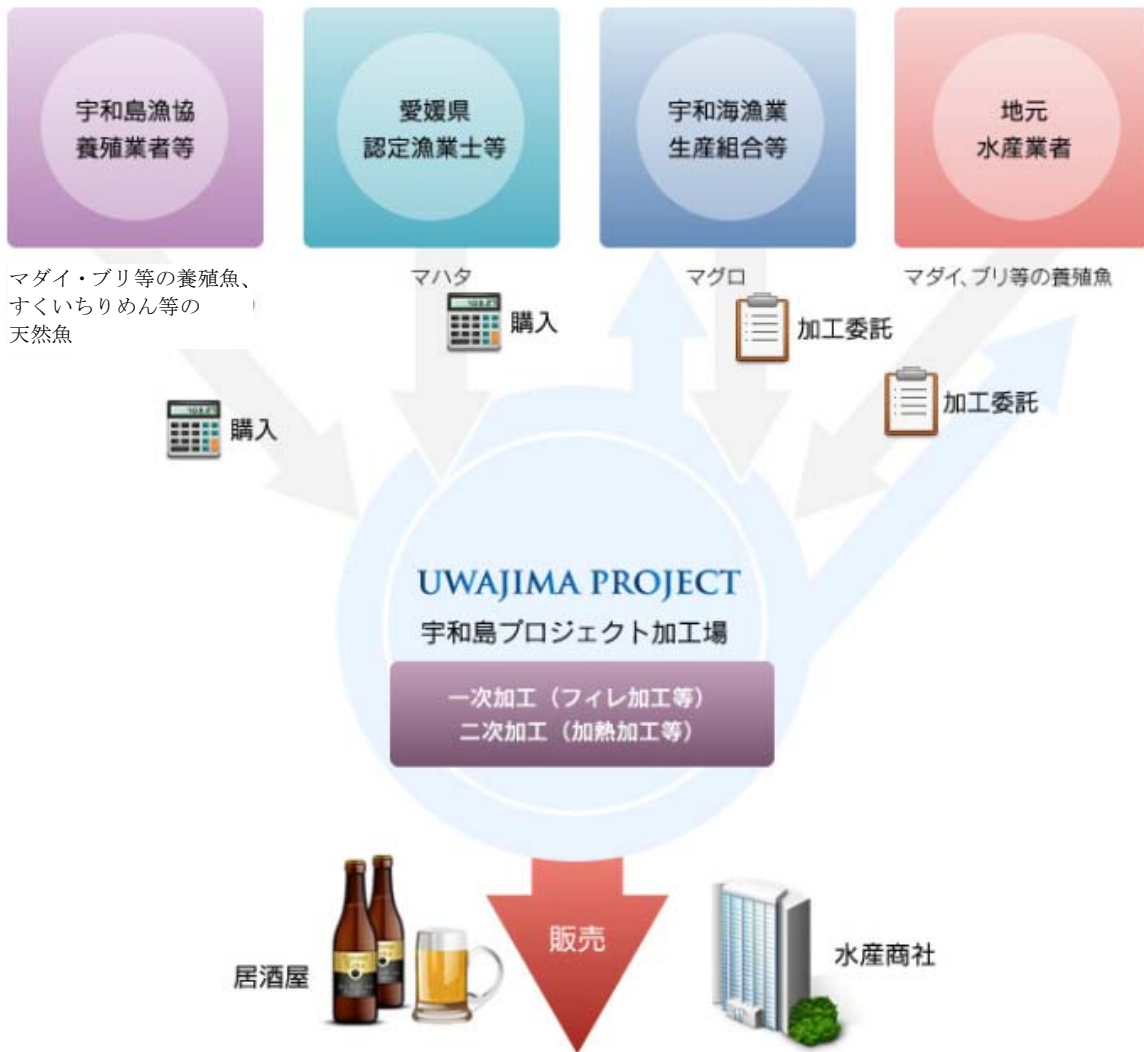 宇和島漁協
養殖業者等
愛媛県
認定漁業士等
宇和海漁業
生産組合等
地元
水産業者
マダイ・ブリ等の養殖魚、
すくいちりめん等の
天然魚
マハタ
マグロ
マダイ、ブリ等の養殖魚
購入
加工委託
加工委託
購入
UWAJIMA PROJECT
宇和島プロジェクト加工場
一次加工（フィレ加工等）
二次加工（加熱加工等）
販売
居酒屋
水産商社